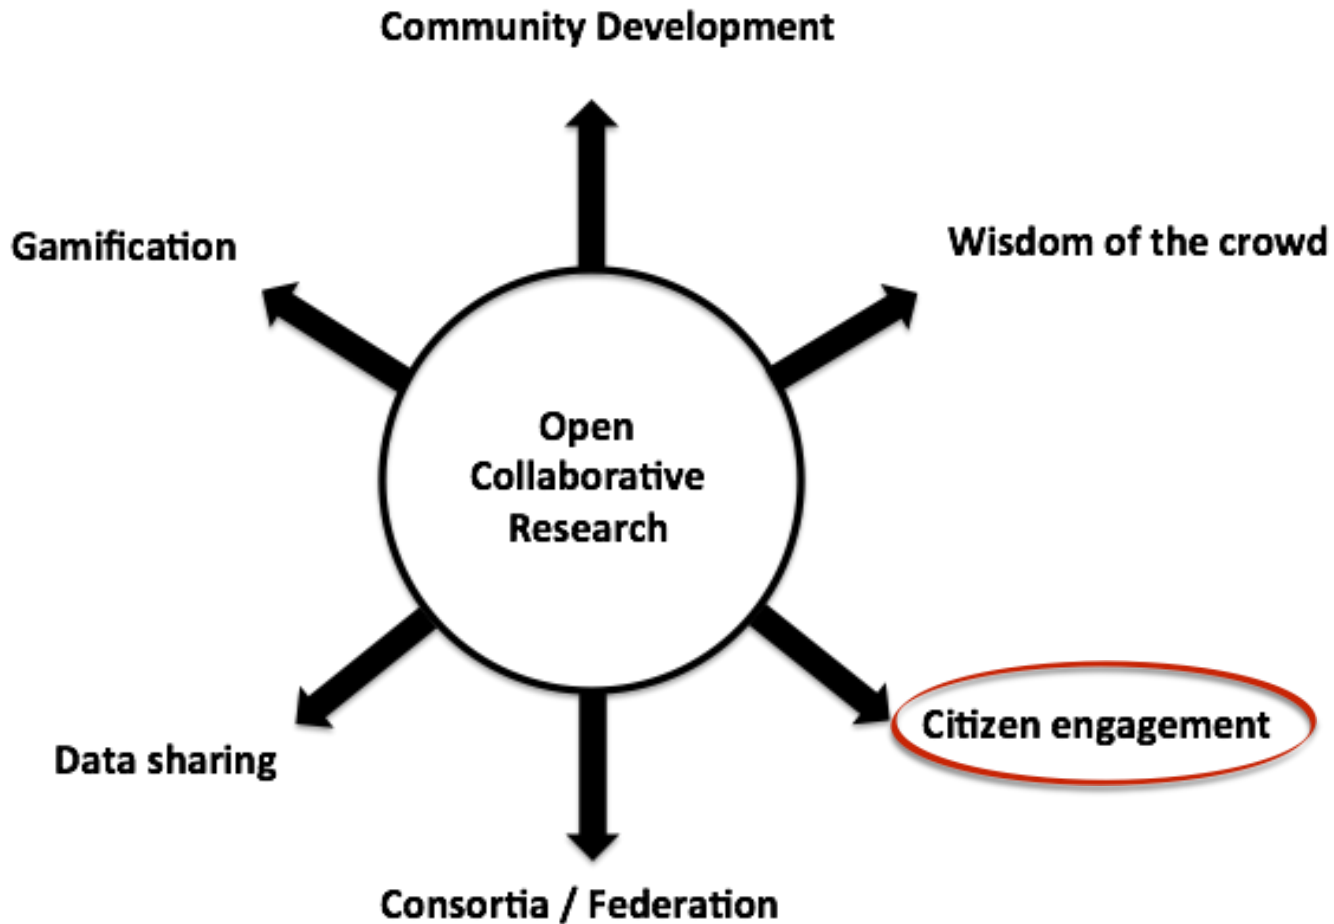 Community Development
Gamification
Wisdom of the crowd
Open
Collaborative
Research
Citizen engagement
Data sharing
Consortia / Federation